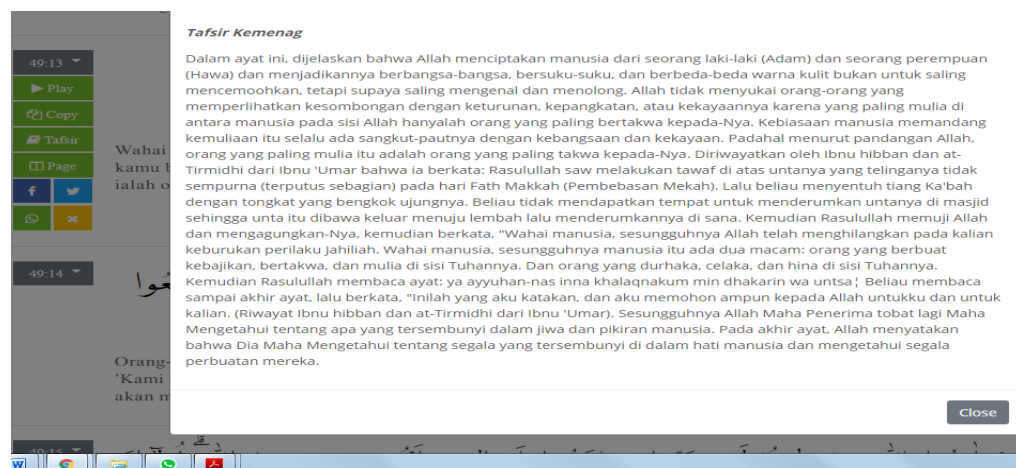 Tafsir Kemenag
49:13
Dalam ayat ini, dijelaskan bahwa Allah menciptakan manusia dari seorang laki-laki (Adam) dan seorang perempuan
(Hawa) dan menjadikannya berbangsa-bangsa, bersuku-suku, dan berbeda-beda warna kulit bukan untuk saling
mencemoohkan, tetapi supaya saling mengenal dan menolong. Allah tidak menyukai orang-orang yang
memperlihatkan kesombongan dengan keturunan, kepangkatan, atau kekayaannya karena yang paling mulia di
antara manusia pada sisi Allah hanyalah orang yang paling bertakwa kepada-Nya. Kebiasaan manusia memandang
kemuliaan itu selalu ada sangkut-pautnya dengan kebangsaan dan kekayaan. Padahal menurut pandangan Allah,
orang yang paling mulia itu adalah orang yang paling takwa kepada-Nya. Diriwayatkan oleh Ibnu hibban dan at-
Tirmidhi dari Ibnu 'Umar bahwa ia berkata: Rasulullah saw melakukan tawaf di atas untanya yang telinganya tidak
sempurna (terputus sebagian) pada hari Fath Makkah (Pembebasan Mekah). Lalu beliau menyentuh tiang Ka'bah
dengan tongkat yang bengkok ujungnya. Beliau tidak mendapatkan tempat untuk menderumkan untanya di masjid
sehingga unta itu dibawa keluar menuju lembah lalu menderumkannya di sana. Kemudian Rasulullah memuji Allah
dan mengagungkan-Nya, kemudian berkata, "Wahai manusia, sesungguhnya Allah telah menghilangkan pada kalian
keburukan perilaku Jahiliah. Wahai manusia, sesungguhnya manusia itu ada dua macam: orang yang berbuat
kebajikan, bertakwa, dan mulia di sisi Tuhannya. Dan orang yang durhaka, celaka, dan hina di sisi Tuhannya.
Kemudian Rasulullah membaca ayat: ya ayyuhan-nas inna khalaqnakum min dhakarin wa untsa¦ Beliau membaca
sampai akhir ayat, lalu berkata, "Inilah yang aku katakan, dan aku memohon ampun kepada Allah untukku dan untuk
kalian. (Riwayat Ibnu hibban dan at-Tirmidhi dari Ibnu 'Umar). Sesungguhnya Allah Maha Penerima tobat lagi Maha
Mengetahui tentang apa yang tersembunyi dalam jiwa dan pikiran manusia. Pada akhir ayat, Allah menyatakan
bahwa Dia Maha Mengetahui tentang segala yang tersembunyi di dalam hati manusia dan mengetahui segala
perbuatan mereka.
Close
Play
Copy
Tafsir
Page
Wahai
kamu
ialah
49:14
Orang-
'Kami
akan
49:15